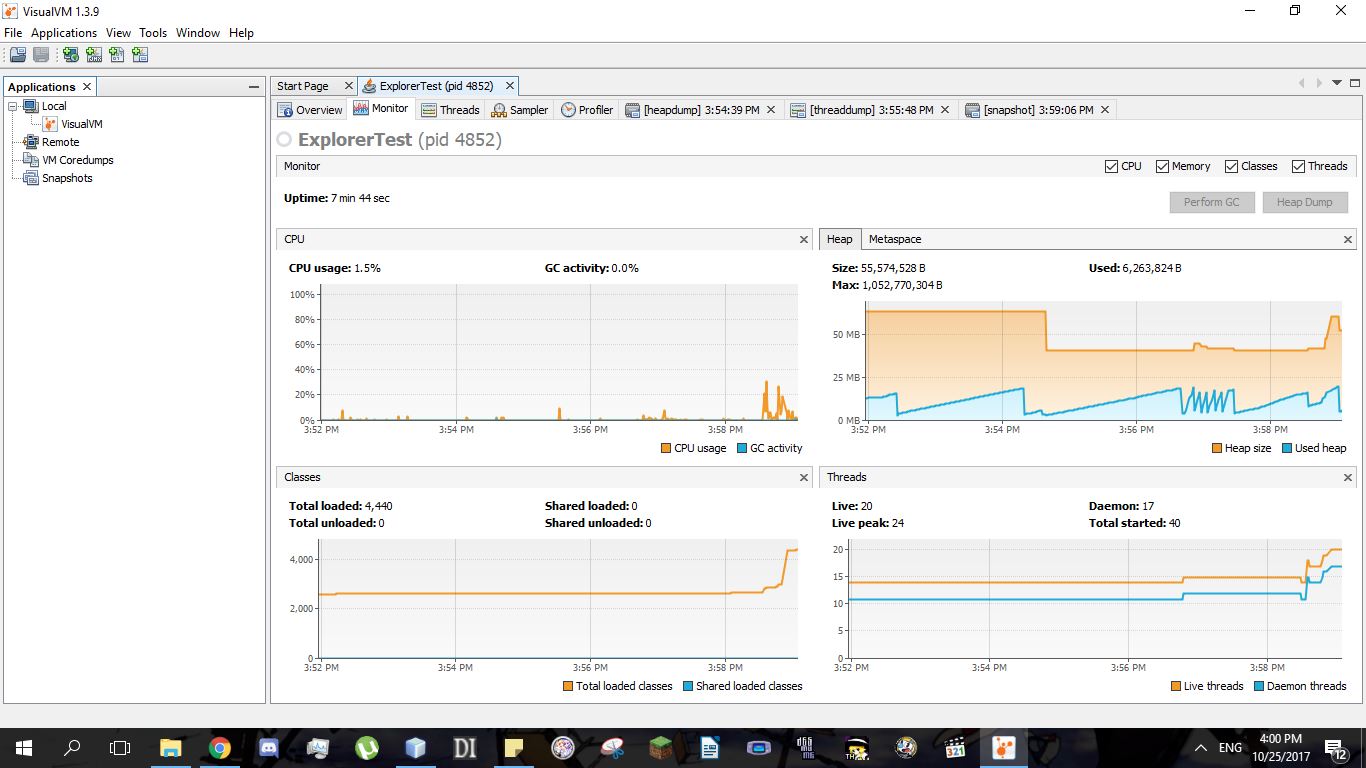 VisualVM 1.3.9
File Applications View Tools Window Help
Applications
Local
VisualVM
Remote
VM Coredumps
Snapshots
Start Page ExplorerTest (pid 4852)
Overview Monitor Threads Sampler Profiler [heapdump] 3:54:39 PM [threaddump] 3:55:48 PM [snapshot] 3:59:06 PM
ExplorerTest (pid 4852)
Monitor CPU Memory Classes Threads
Uptime: 7 min 44 sec
Perform GC Heap Dump
CPU
CPU usage: 1.5% GC activity: 0.0%
100%
80%
60%
40%
20%
0%
3:52 PM 3:54 PM 3:56 PM 3:58 PM
CPU usage GC activity
Heap Metaspace
Size: 55,574,528 B Used: 6,263,824 B
Max: 1,052,770,304 B
50 MB
25 MB
0 MB
3:52 PM 3:54 PM 3:56 PM 3:58 PM
Heap size Used heap
Classes
Total loaded: 4,440 Shared loaded: 0
Total unloaded: 0 Shared unloaded: 0
4,000
2,000
0
3:52 PM 3:54 PM 3:56 PM 3:58 PM
Total loaded classes Shared loaded classes
Threads
Live: 20 Daemon: 17
Live peak: 24 Total started: 40
20
15
10
5
0
3:52 PM 3:54 PM 3:56 PM 3:58 PM
Live threads Daemon threads
DI
321
ENG
4:00 PM
10/25/2017
12